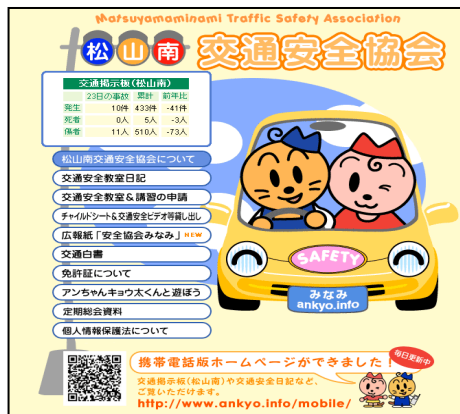 Matsuyamaminami Traffic Safety Association
松山南 交通安全協会
交通掲示板(松山南)
23日の事故 累計 前年比
発生 10件 433件 -41件
死者 0人 5人 -3人
傷者 11人 510人 -73人
松山南交通安全協会について
交通安全教室日記
交通安全教室&講習の申請
チャイルドシート&交通安全ビデオ等貸し出し
広報紙「安全協会みなみ」 NEW
交通白書
免許証について
アンちゃんキョウ太くんと遊ぼう
定期総会資料
個人情報保護法について
SAFETY
みなみ
ankyo.info
携帯電話版ホームページができました!
毎日更新中
交通掲示板(松山南)や交通安全日記など、
ご覧いただけます。
http://www.ankyo.info/mobile/